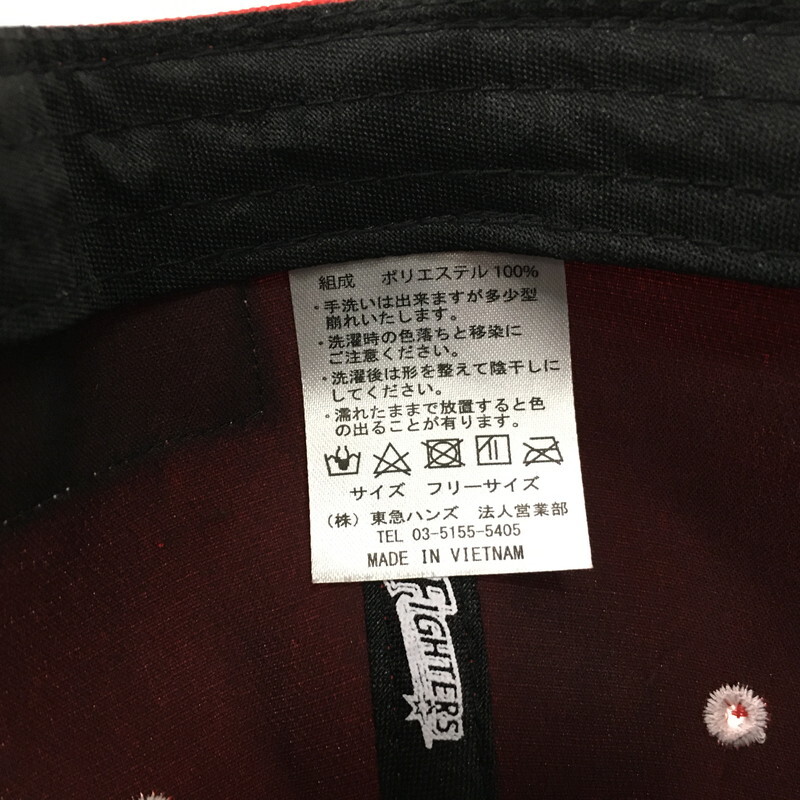 組成　ポリエステル100%
・手洗いは出来ますが多少型
崩れいたします。
・洗濯時の色落ちと移染に
ご注意ください。
・洗濯後は形を整えて陰干しに
してください。
・濡れたままで放置すると色
の出ることが有ります。
サイズ　フリーサイズ
（株）東急ハンズ　法人営業部
TEL 03-5155-5405
MADE IN VIETNAM
FIGHTERS